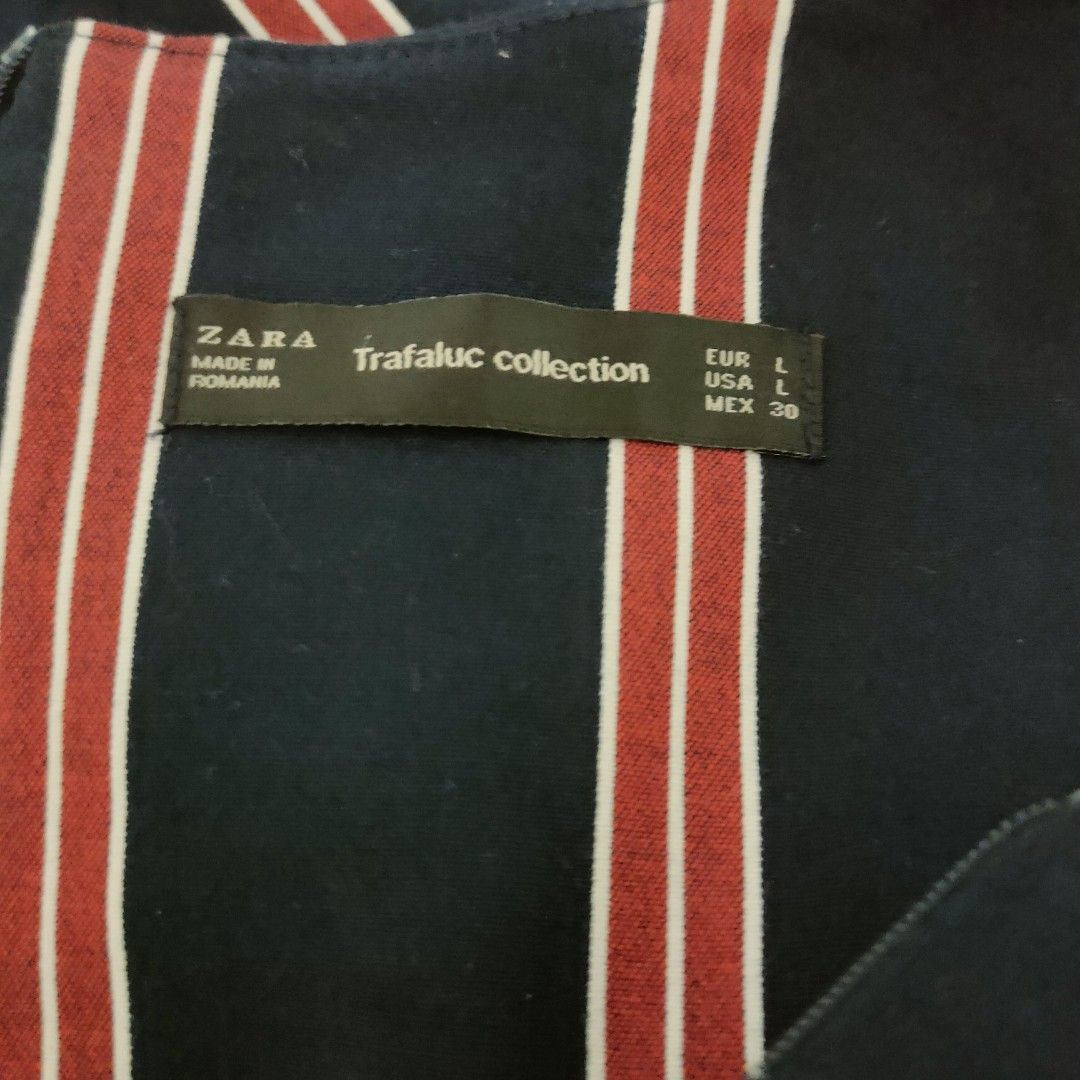 ZARA
MADE IN
ROMANIA
Trafaluc collection
EUR L
USA L
MEX 30